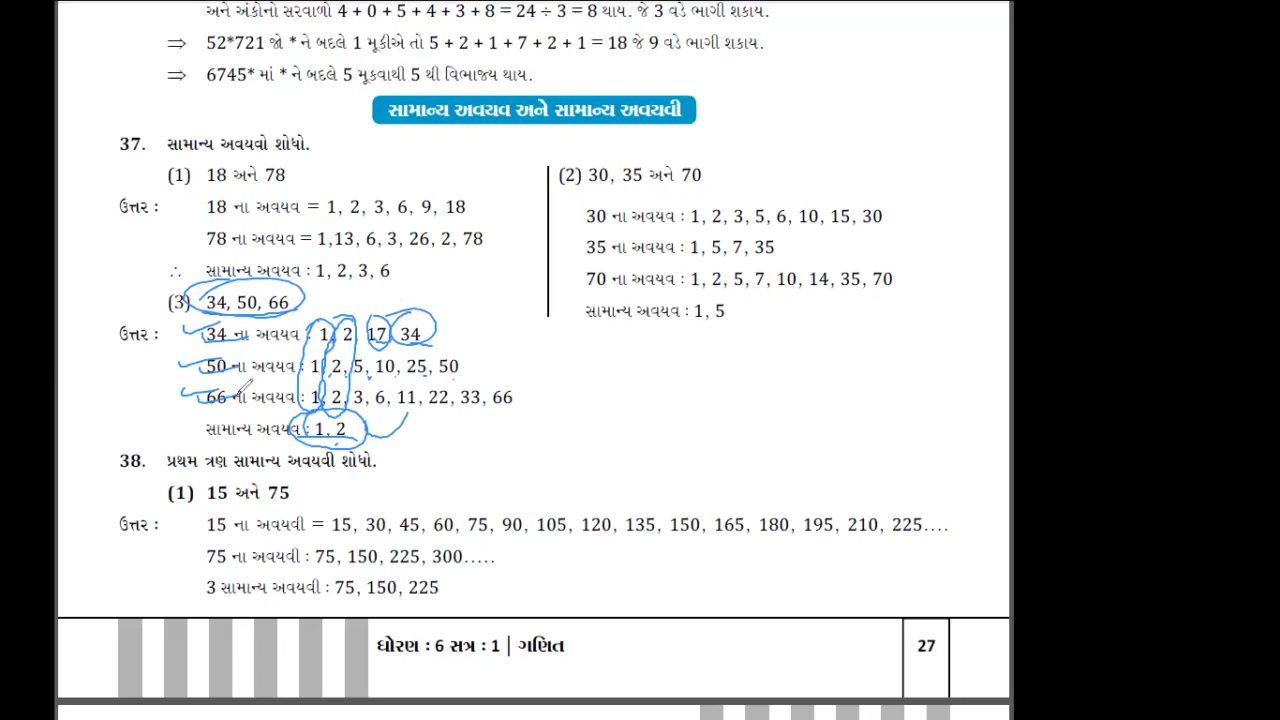 અને અંકોનો સરવાળો 4 + 0 + 5 + 4 + 3 + 8 = 24 ÷ 3 = 8 થાય. જે 3 વડે ભાગી શકાય.
⇒ 52*721 જો * ને બદલે 1 મૂકીએ તો 5 + 2 + 1 + 7 + 2 + 1 = 18 જે 9 વડે ભાગી શકાય.
⇒ 6745* માં * ને બદલે 5 મૂકવાથી 5 થી વિભાજ્ય થાય.
સામાન્ય અવયવ અને સામાન્ય અવયવી
37. સામાન્ય અવયવો શોધો.
(1) 18 અને 78
ઉત્તર : 18 ના અવયવ = 1, 2, 3, 6, 9, 18
78 ના અવયવ = 1,13, 6, 3, 26, 2, 78
∴ સામાન્ય અવયવ : 1, 2, 3, 6
(2) 30, 35 અને 70
30 ના અવયવ : 1, 2, 3, 5, 6, 10, 15, 30
35 ના અવયવ : 1, 5, 7, 35
70 ના અવયવ : 1, 2, 5, 7, 10, 14, 35, 70
સામાન્ય અવયવ : 1, 5
(3) 34, 50, 66
ઉત્તર : 34 ના અવયવ : 1, 2 17 34
50 ના અવયવ : 1, 2, 5, 10, 25, 50
66 ના અવયવ : 1, 2, 3, 6, 11, 22, 33, 66
સામાન્ય અવયવ : 1, 2
38. પ્રથમ ત્રણ સામાન્ય અવયવી શોધો.
(1) 15 અને 75
ઉત્તર : 15 ના અવયવી = 15, 30, 45, 60, 75, 90, 105, 120, 135, 150, 165, 180, 195, 210, 225....
75 ના અવયવી : 75, 150, 225, 300.....
3 સામાન્ય અવયવી : 75, 150, 225
ધોરણ : 6 સત્ર : 1 | ગણિત
27